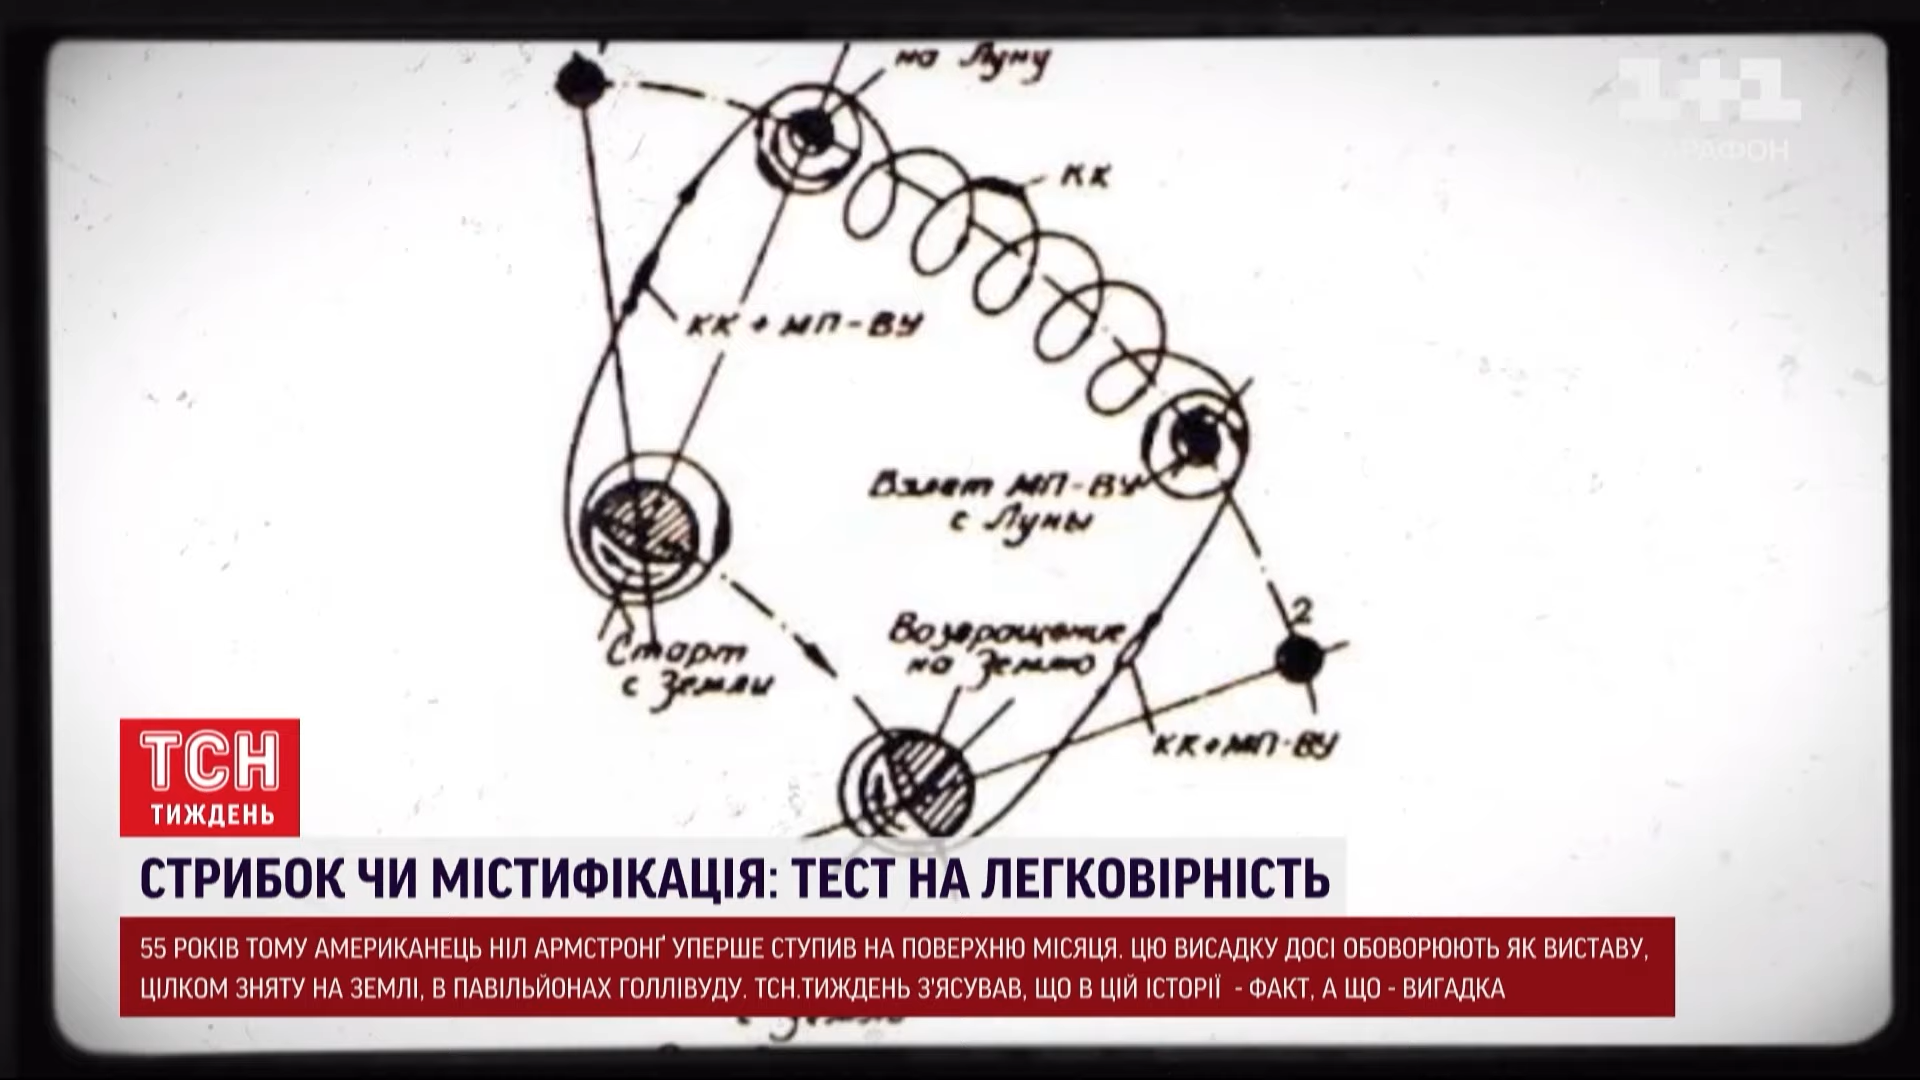 на Луну
1+1
МАРАФОН
КК
КК + МП-ВУ
Взлет МП-ВУ
с Луны
2
Возвращение
на Землю
Старт
с Земли
КК+МП-ВУ
ТСН
ТИЖДЕНЬ
СТРИБОК ЧИ МІСТИФІКАЦІЯ: ТЕСТ НА ЛЕГКОВІРНІСТЬ
55 РОКІВ ТОМУ АМЕРИКАНЕЦЬ НІЛ АРМСТРОНҐ УПЕРШЕ СТУПИВ НА ПОВЕРХНЮ МІСЯЦЯ. ЦЮ ВИСАДКУ ДОСІ ОБОВОРЮЮТЬ ЯК ВИСТАВУ,
ЦІЛКОМ ЗНЯТУ НА ЗЕМЛІ, В ПАВІЛЬЙОНАХ ГОЛЛІВУДУ. ТСН.ТИЖДЕНЬ З'ЯСУВАВ, ЩО В ЦІЙ ІСТОРІЇ - ФАКТ, А ЩО - ВИГАДКА